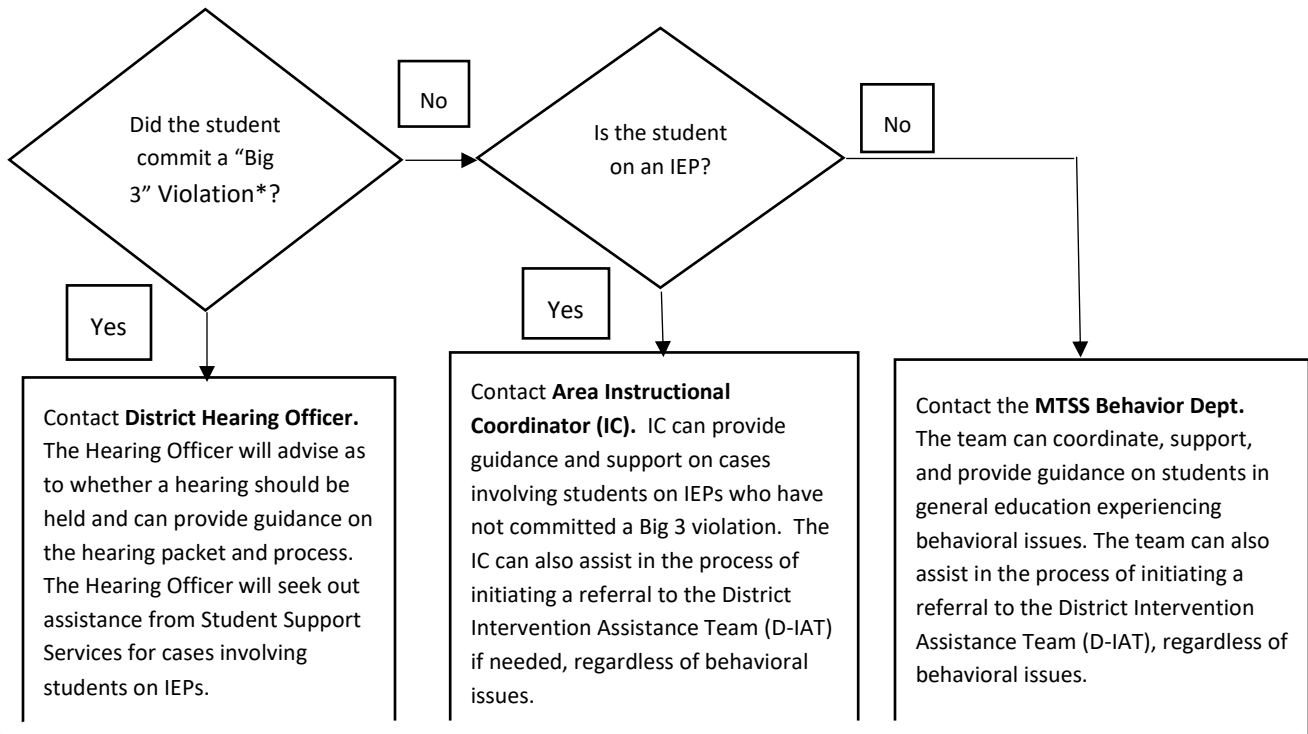 Did the student
commit a “Big
3” Violation*?
No
Is the student
on an IEP?
No
Yes
Contact District Hearing Officer.
The Hearing Officer will advise as
to whether a hearing should be
held and can provide guidance on
the hearing packet and process.
The Hearing Officer will seek out
assistance from Student Support
Services for cases involving
students on IEPs.
Yes
Contact Area Instructional
Coordinator (IC).  IC can provide
guidance and support on cases
involving students on IEPs who have
not committed a Big 3 violation.  The
IC can also assist in the process of
initiating a referral to the District
Intervention Assistance Team (D-IAT)
if needed, regardless of behavioral
issues.
Contact the MTSS Behavior Dept.
The team can coordinate, support,
and provide guidance on students in
general education experiencing
behavioral issues. The team can also
assist in the process of initiating a
referral to the District Intervention
Assistance Team (D-IAT), regardless of
behavioral issues.